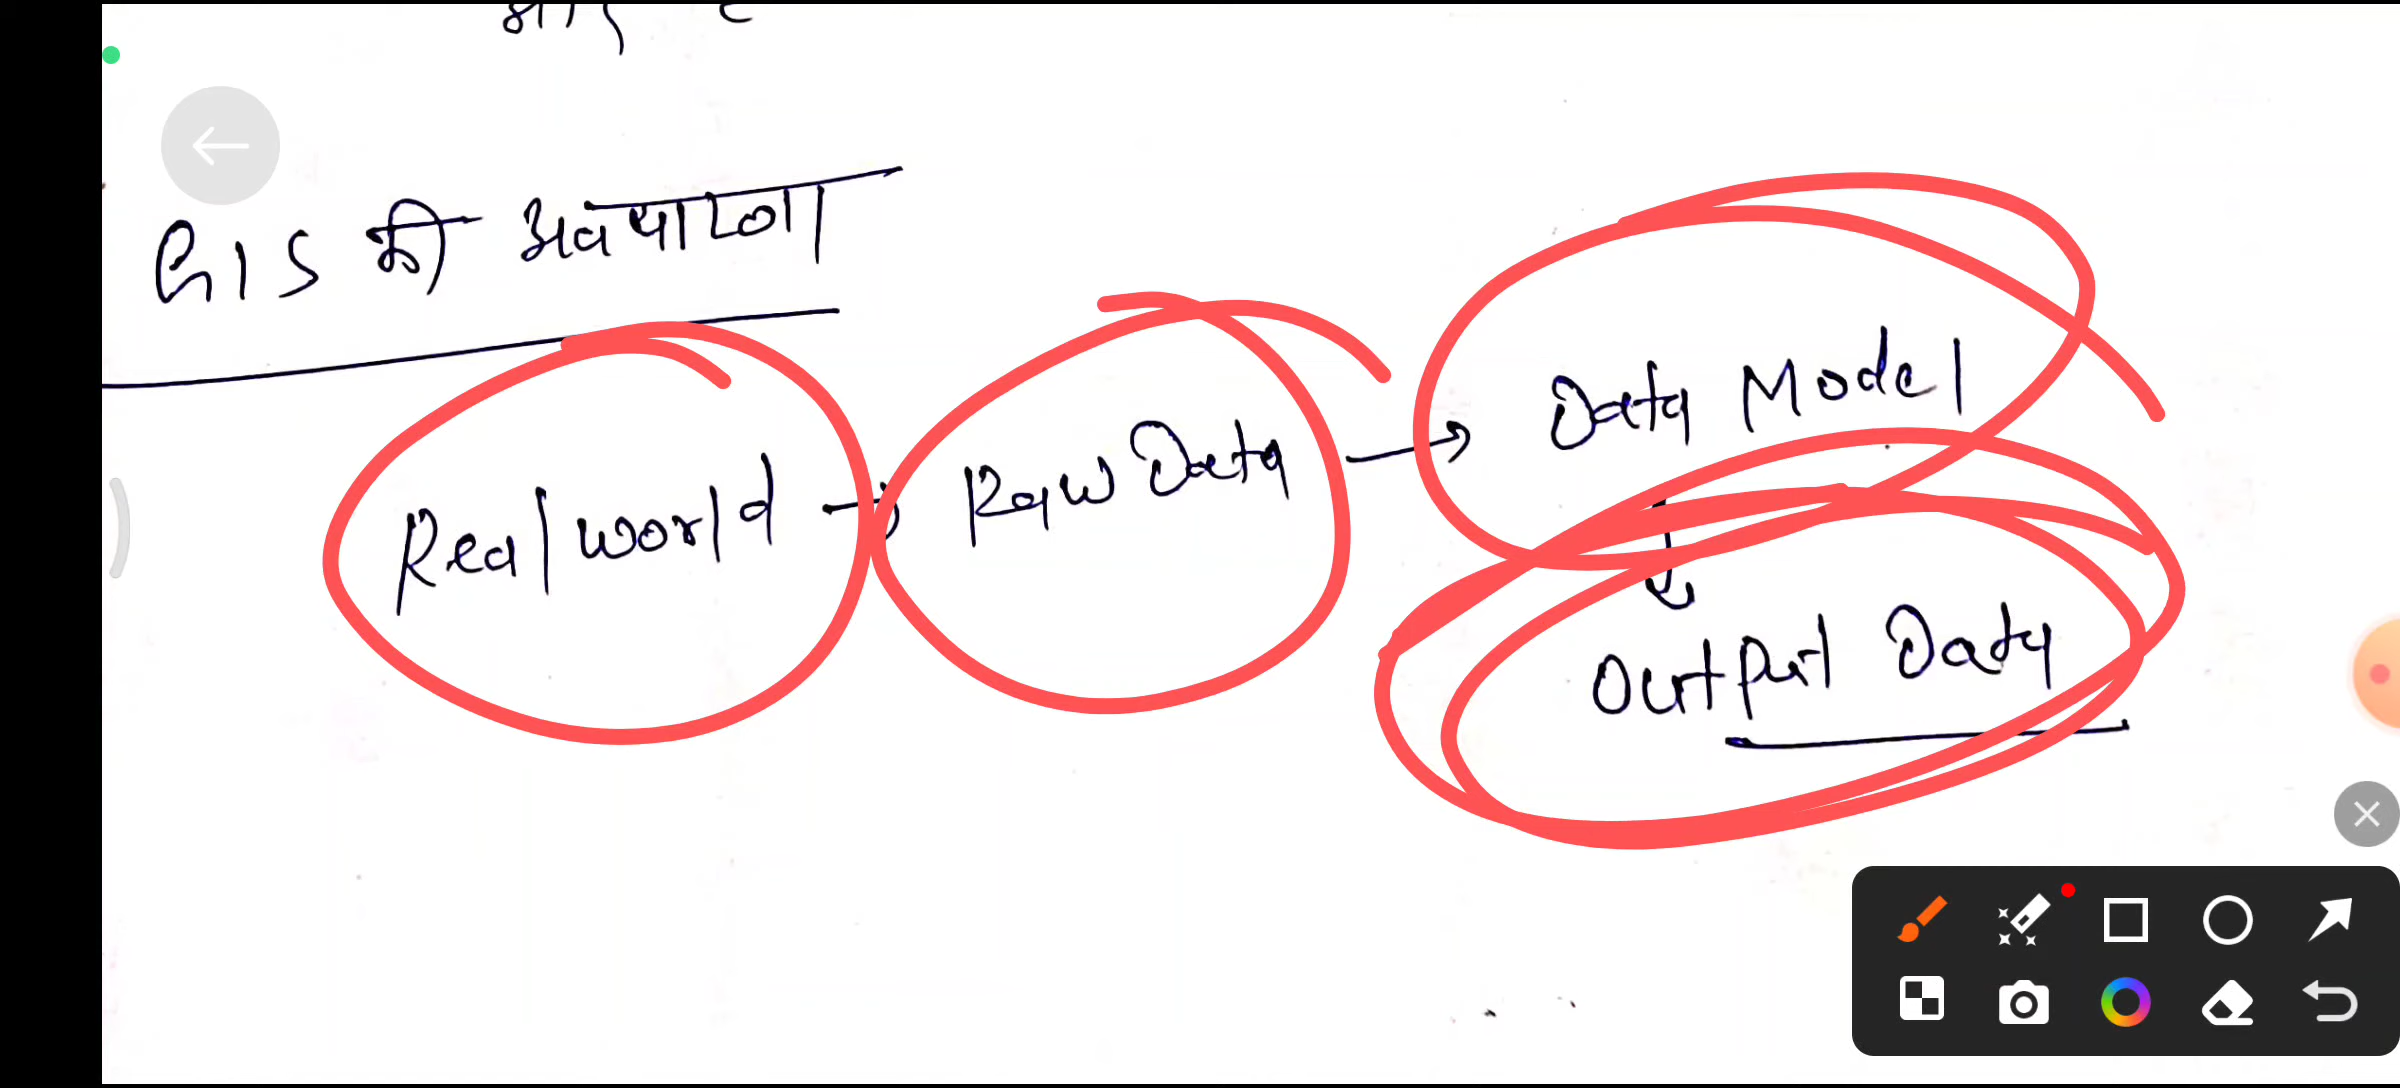 GIS की अवधारणा
Real world → Raw Data → Data Model
↓
Output Data